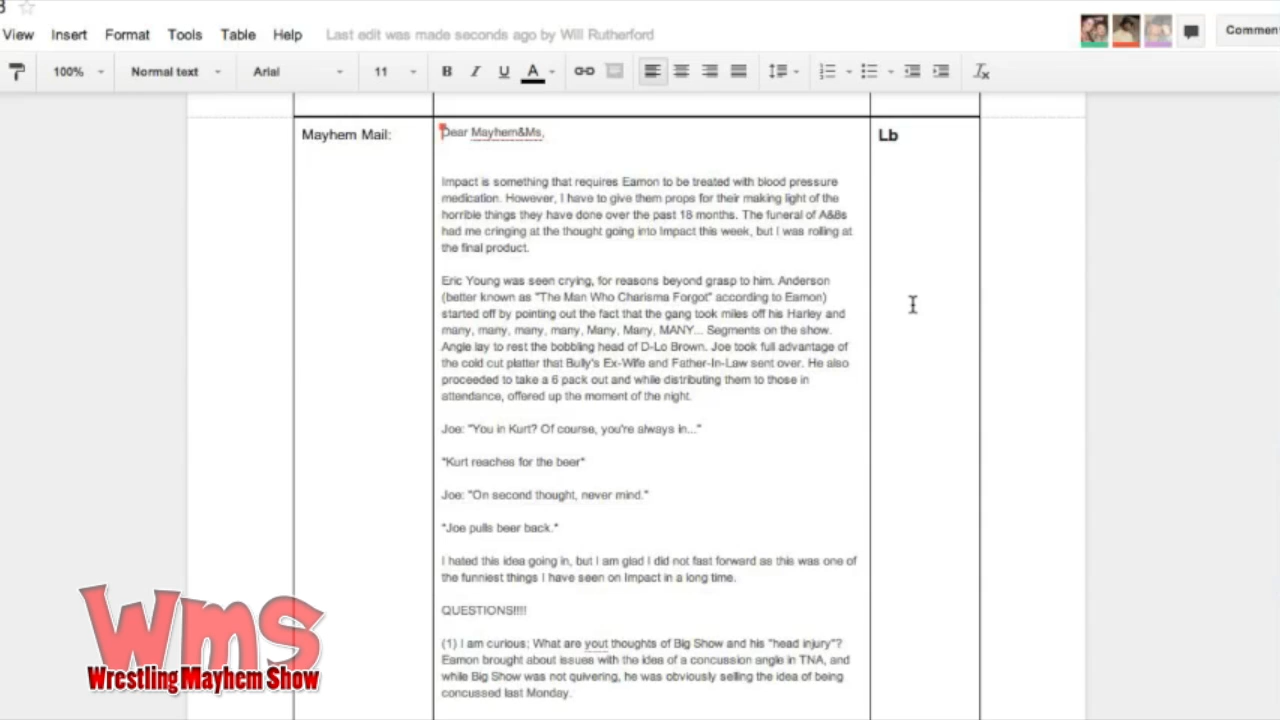 View Insert Format Tools Table Help Last edit was made seconds ago by Will Rutherford
Comment
100% Normal text Arial 11 B I U A
Mayhem Mail:
Dear Mayhem&Ms,
Lb
Impact is something that requires Eamon to be treated with blood pressure
medication. However, I have to give them props for their making light of the
horrible things they have done over the past 18 months. The funeral of A&8s
had me cringing at the thought going into Impact this week, but I was rolling at
the final product.
Eric Young was seen crying, for reasons beyond grasp to him. Anderson
(better known as "The Man Who Charisma Forgot" according to Eamon)
started off by pointing out the fact that the gang took miles off his Harley and
many, many, many, many, Many, Many, MANY... Segments on the show.
Angle lay to rest the bobbling head of D-Lo Brown. Joe took full advantage of
the cold cut platter that Bully's Ex-Wife and Father-In-Law sent over. He also
proceeded to take a 6 pack out and while distributing them to those in
attendance, offered up the moment of the night.
Joe: "You in Kurt? Of course, you're always in..."
*Kurt reaches for the beer*
Joe: "On second thought, never mind."
*Joe pulls beer back.*
I hated this idea going in, but I am glad I did not fast forward as this was one of
the funniest things I have seen on Impact in a long time.
QUESTIONS!!!!
(1) I am curious; What are yout thoughts of Big Show and his "head injury"?
Eamon brought about issues with the idea of a concussion angle in TNA, and
while Big Show was not quivering, he was obviously selling the idea of being
concussed last Monday.
wms
Wrestling Mayhem Show